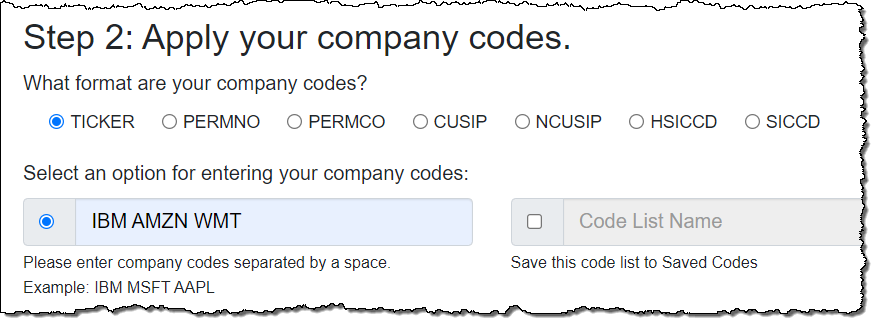 Step 2: Apply your company codes.
What format are your company codes?
TICKER PERMNO PERMCO CUSIP NCUSIP HSICCD SICCD
Select an option for entering your company codes:
IBM AMZN WMT Code List Name
Please enter company codes separated by a space. Save this code list to Saved Codes
Example: IBM MSFT AAPL